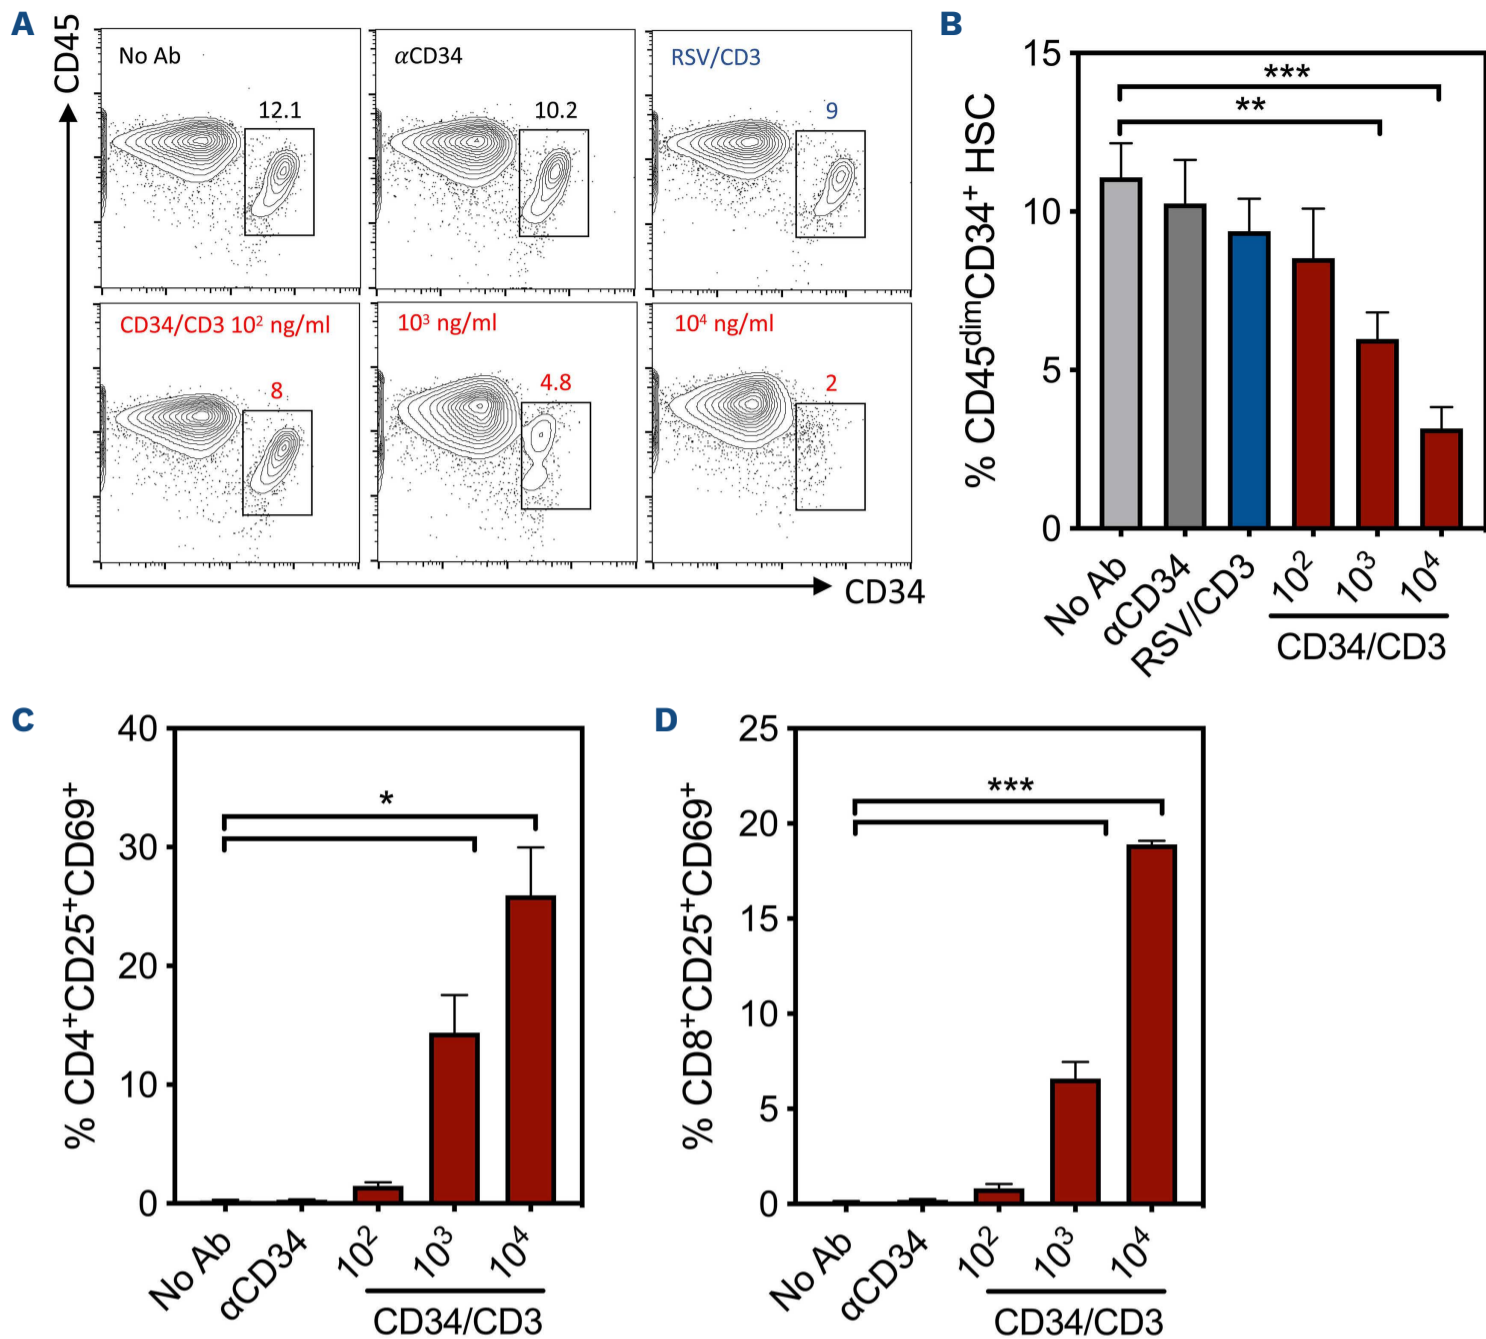 A
CD45
No Ab
12.1
αCD34
10.2
RSV/CD3
9
CD34/CD3 10² ng/ml
8
10³ ng/ml
4.8
10⁴ ng/ml
2
CD34
B
% CD45ᵈⁱᵐCD34⁺ HSC
15
10
5
0
***
**
No Ab
αCD34
RSV/CD3
10²
10³
10⁴
CD34/CD3
C
% CD4⁺CD25⁺CD69⁺
40
30
20
10
0
*
No Ab
αCD34
10²
10³
10⁴
CD34/CD3
D
% CD8⁺CD25⁺CD69⁺
25
20
15
10
5
0
***
No Ab
αCD34
10²
10³
10⁴
CD34/CD3